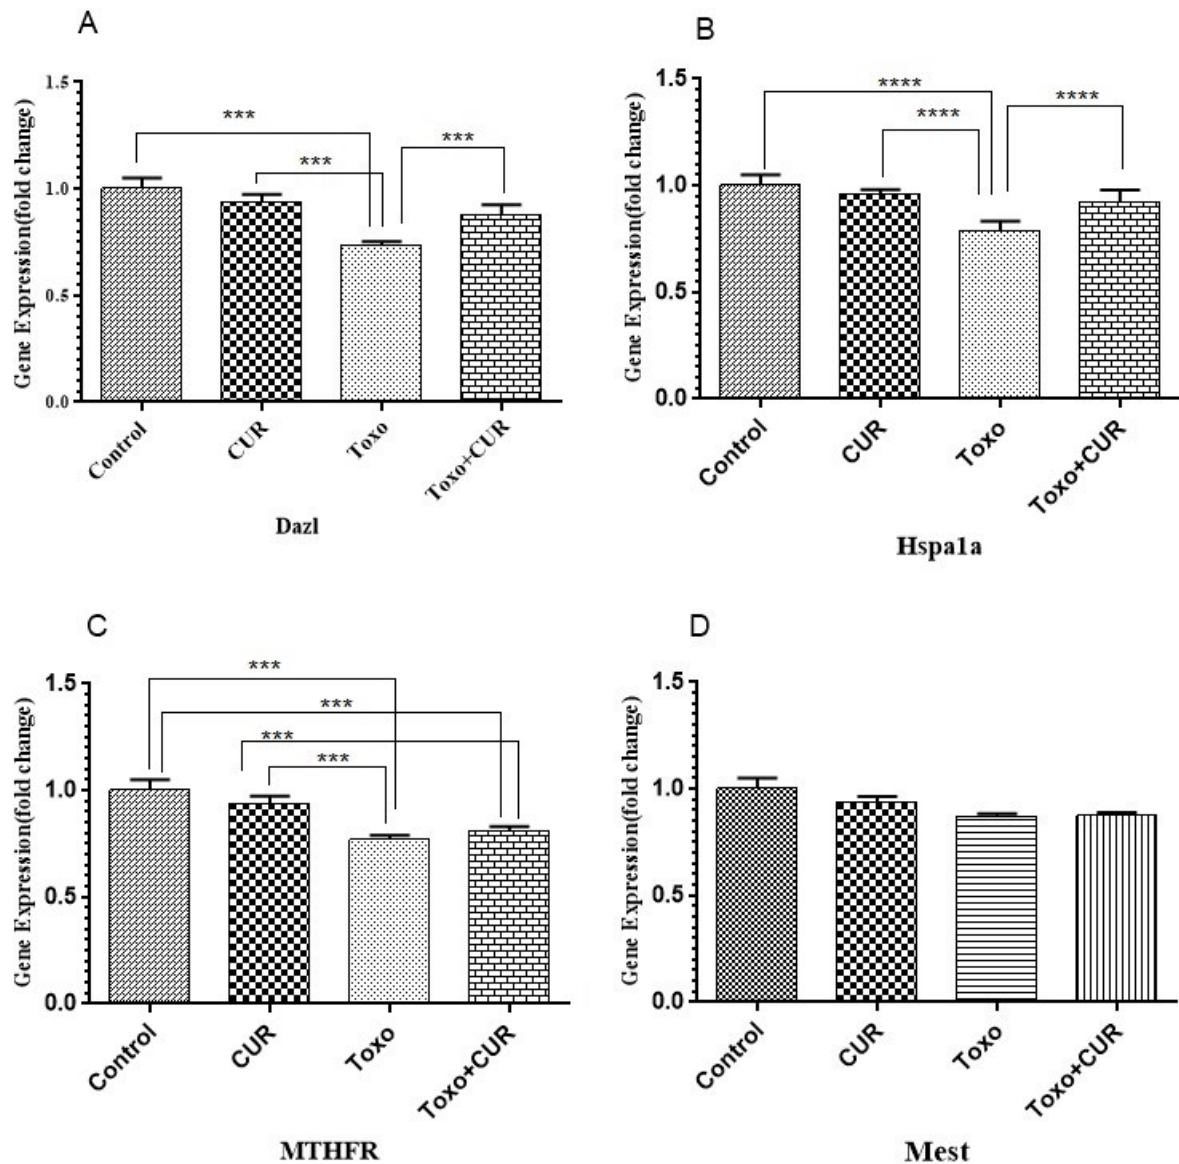 A
Gene Expression(fold change)
1.5
1.0
0.5
0.0
***
***
***
Control
CUR
Toxo
Toxo+CUR
Dazl
B
Gene Expression(fold change)
1.5
1.0
0.5
0.0
****
****
****
Control
CUR
Toxo
Toxo+CUR
Hspa1a
C
Gene Expression(fold change)
1.5
1.0
0.5
0.0
***
***
***
***
Control
CUR
Toxo
Toxo+CUR
MTHFR
D
Gene Expression(fold change)
1.5
1.0
0.5
0.0
Control
CUR
Toxo
Toxo+CUR
Mest